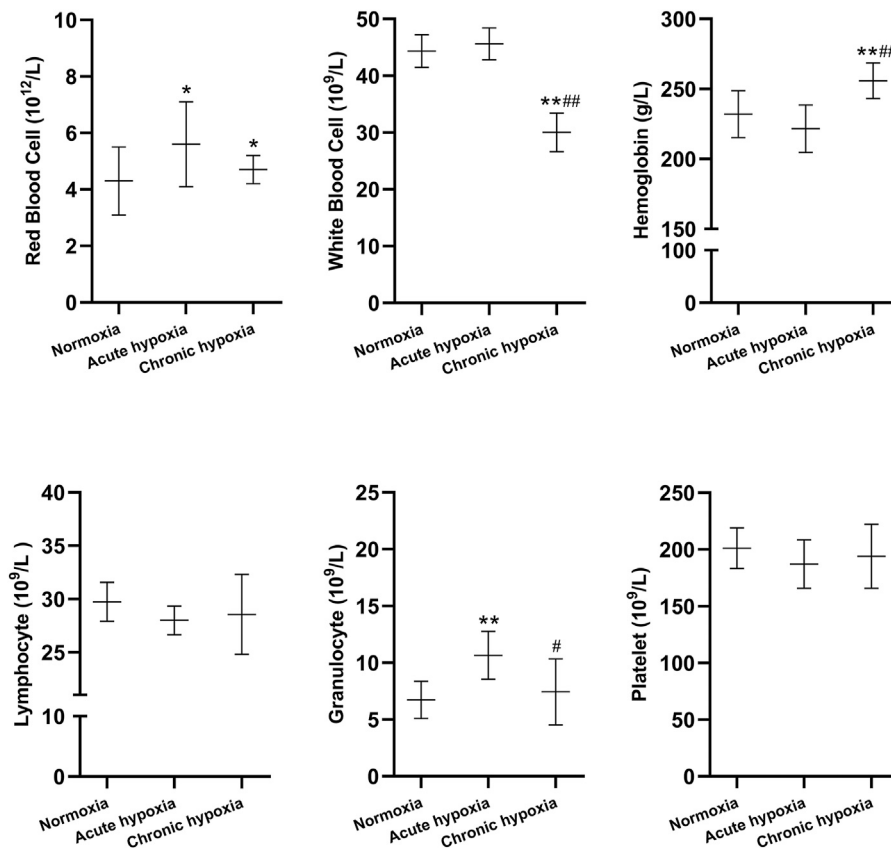 Red Blood Cell (10¹²/L)
10
8
6
4
2
0
*
*
Normoxia
Acute hypoxia
Chronic hypoxia
White Blood Cell (10⁹/L)
50
40
30
20
10
0
**##
Normoxia
Acute hypoxia
Chronic hypoxia
Hemoglobin (g/L)
300
250
200
150
100
0
**##
Normoxia
Acute hypoxia
Chronic hypoxia
Lymphocyte (10⁹/L )
40
35
30
25
10
0
Normoxia
Acute hypoxia
Chronic hypoxia
Granulocyte (10⁹/L)
25
20
15
10
5
0
**
#
Normoxia
Acute hypoxia
Chronic hypoxia
Platelet (10⁹/L)
250
200
150
100
50
0
Normoxia
Acute hypoxia
Chronic hypoxia